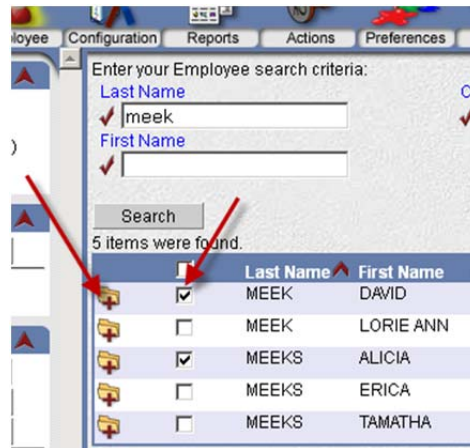 loyee Configuration Reports Actions Preferences
Enter your Employee search criteria:
Last Name C
meek
First Name
)
Search
5 items were found.
Last Name First Name
MEEK DAVID
MEEK LORIE ANN
MEEKS ALICIA
MEEKS ERICA
MEEKS TAMATHA